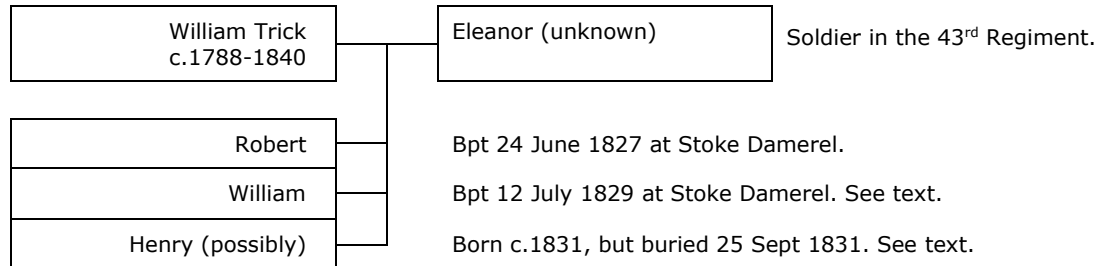 William Trick
c.1788-1840
Eleanor (unknown)
Soldier in the 43rd Regiment.
Robert
Bpt 24 June 1827 at Stoke Damerel.
William
Bpt 12 July 1829 at Stoke Damerel. See text.
Henry (possibly)
Born c.1831, but buried 25 Sept 1831. See text.